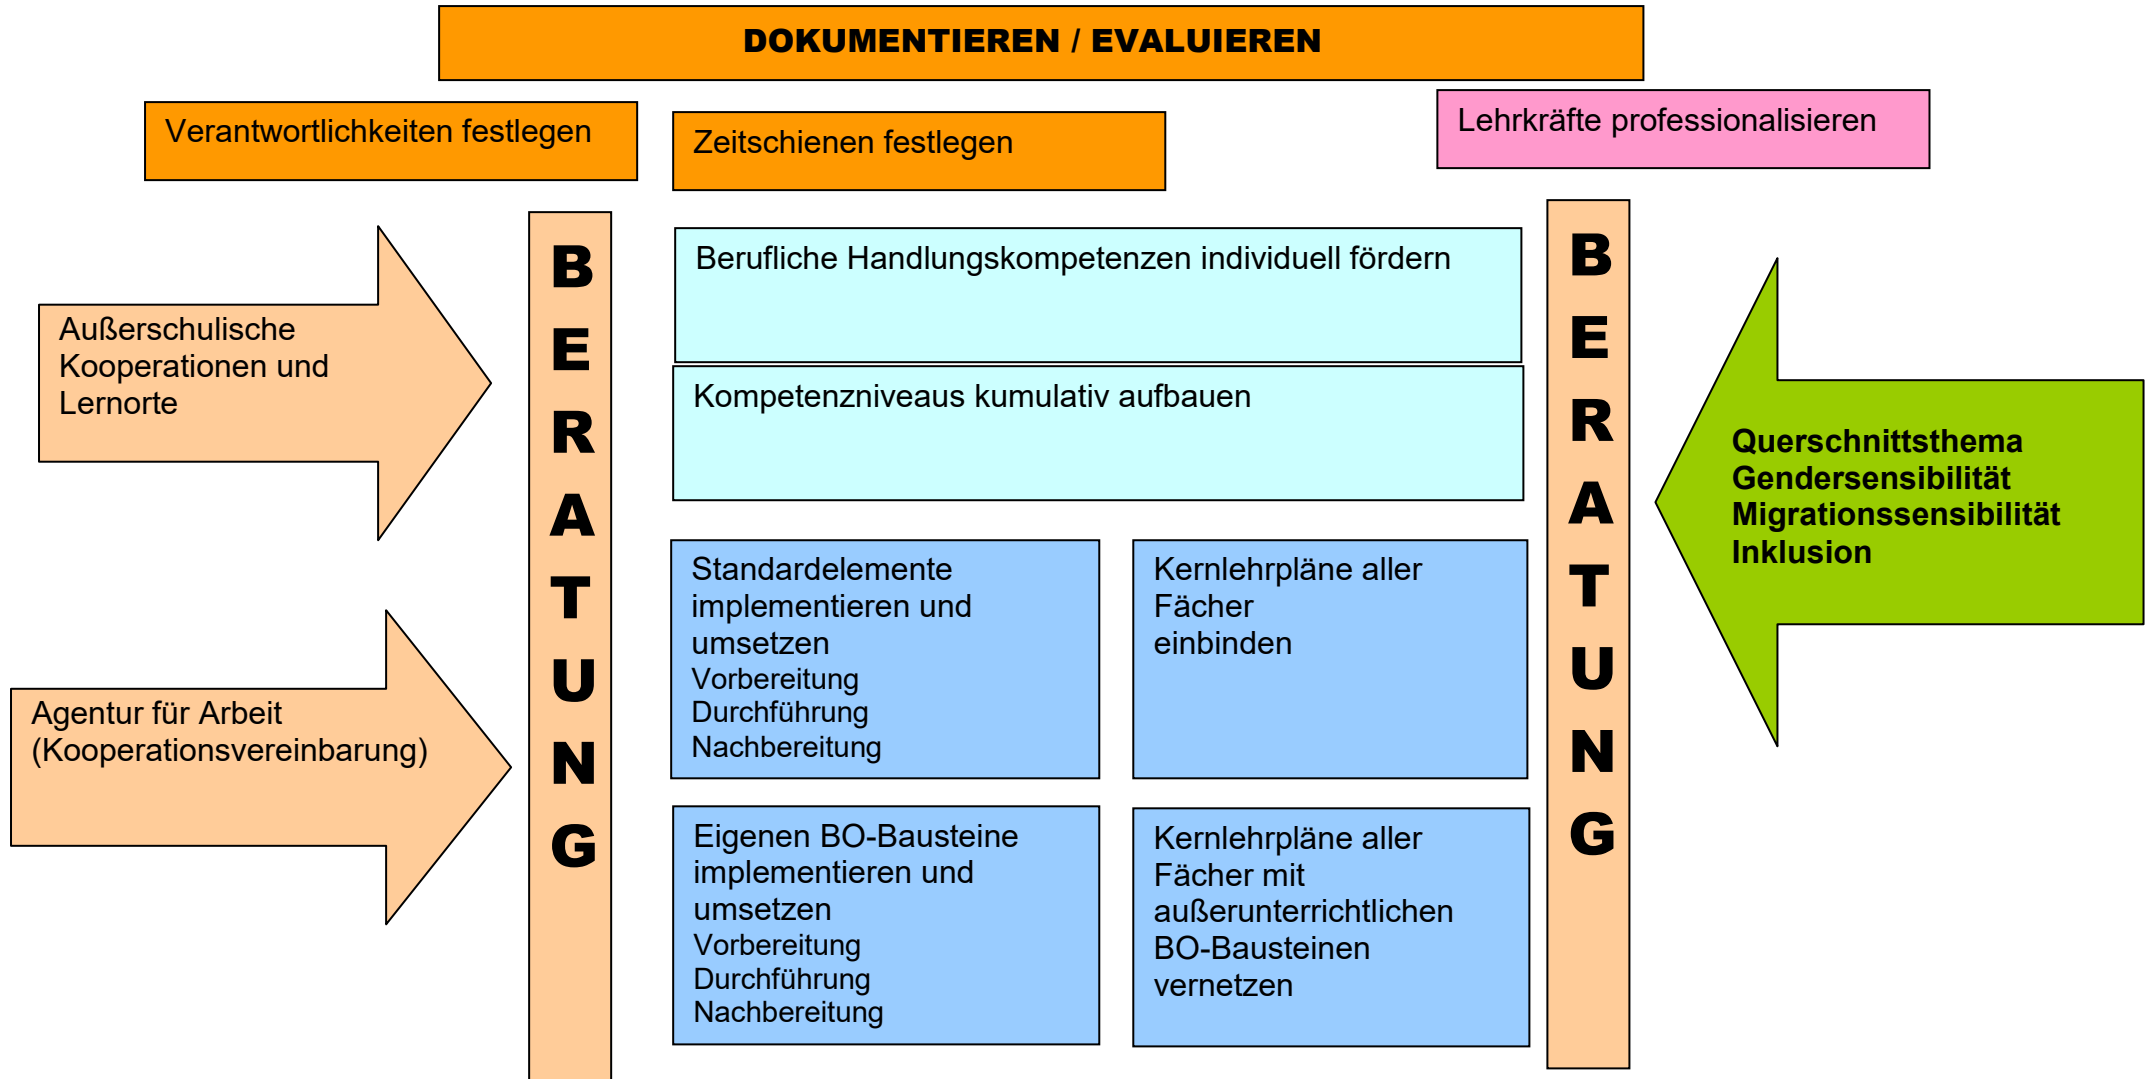 DOKUMENTIEREN / EVALUIEREN
Verantwortlichkeiten festlegen
Zeitschienen festlegen
Lehrkräfte professionalisieren
Außerschulische
Kooperationen und
Lernorte
Agentur für Arbeit
(Kooperationsvereinbarung)
B
E
R
A
T
U
N
G
Berufliche Handlungskompetenzen individuell fördern
Kompetenzniveaus kumulativ aufbauen
Standardelemente
implementieren und
umsetzen
Vorbereitung
Durchführung
Nachbereitung
Kernlehrpläne aller
Fächer
einbinden
Eigenen BO-Bausteine
implementieren und
umsetzen
Vorbereitung
Durchführung
Nachbereitung
Kernlehrpläne aller
Fächer mit
außerunterrichtlichen
BO-Bausteinen
vernetzen
B
E
R
A
T
U
N
G
Querschnittsthema
Gendersensibilität
Migrationssensibilität
Inklusion